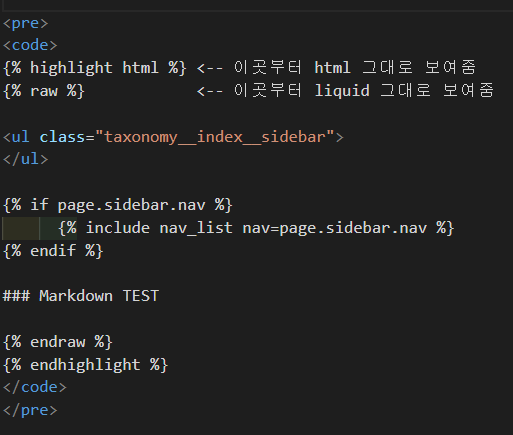 <pre>
<code>
{% highlight html %} <-- 이곳부터 html 그대로 보여줌
{% raw %}            <-- 이곳부터 liquid 그대로 보여줌
<ul class="taxonomy__index__sidebar">
</ul>
{% if page.sidebar.nav %}
      {% include nav_list nav=page.sidebar.nav %}
{% endif %}
### Markdown TEST
{% endraw %}
{% endhighlight %}
</code>
</pre>